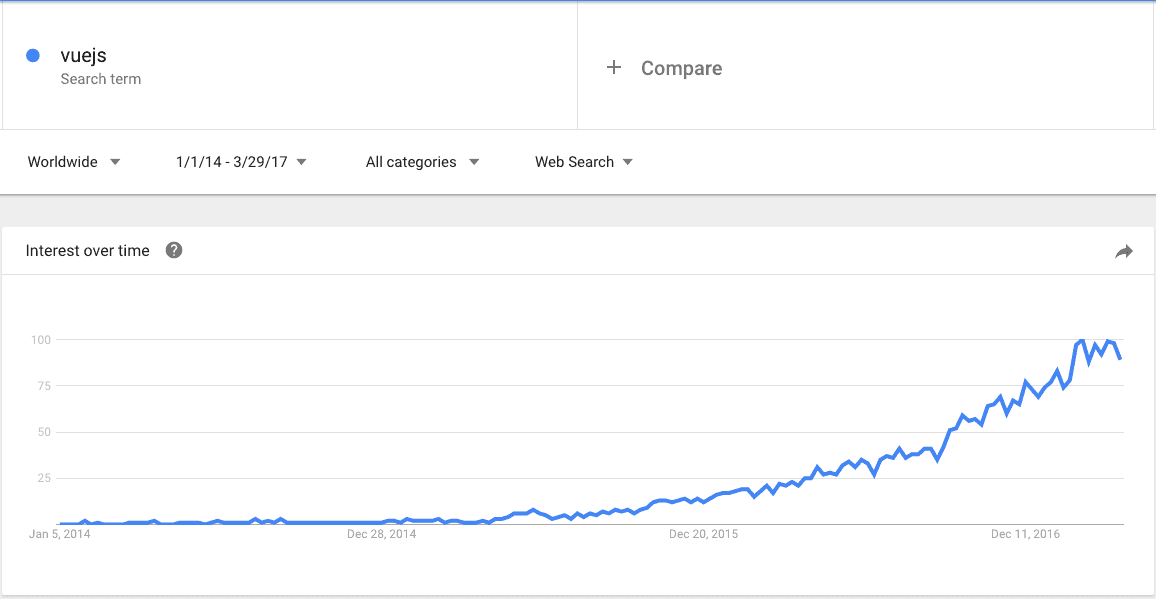 vuejs
Search term
+ Compare
Worldwide 1/1/14 - 3/29/17 All categories Web Search
Interest over time ?
100
75
50
25
Jan 5, 2014 Dec 28, 2014 Dec 20, 2015 Dec 11, 2016